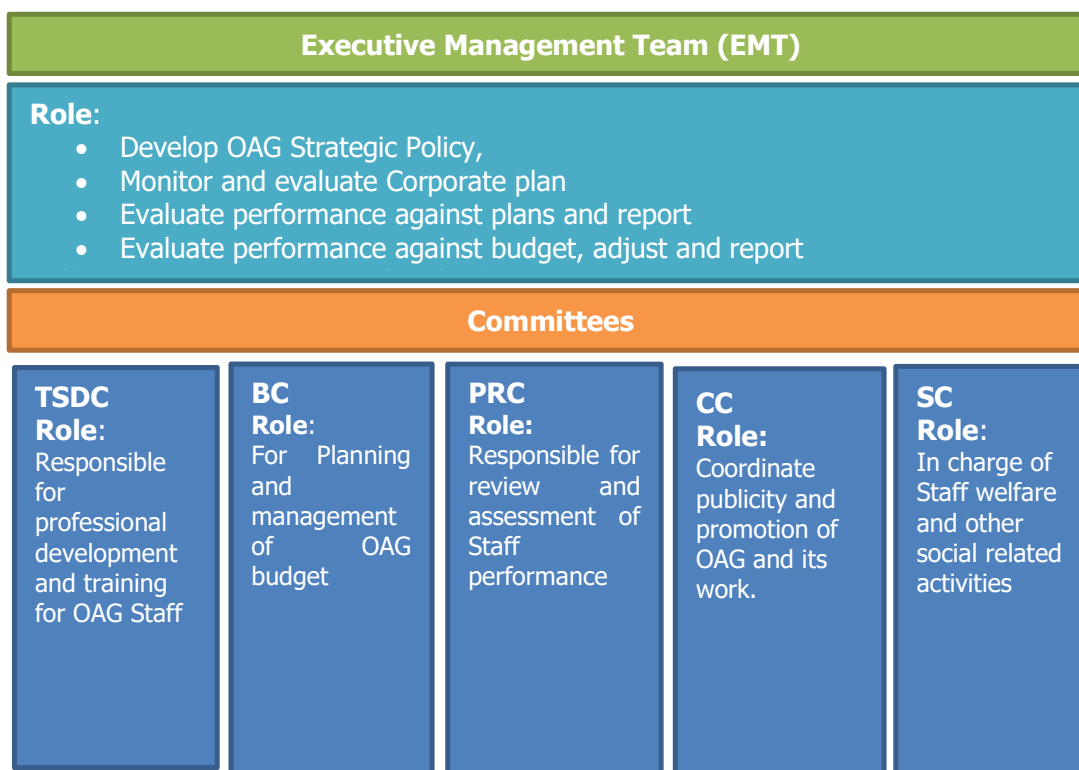 Executive Management Team (EMT)
Role:
• Develop OAG Strategic Policy,
• Monitor and evaluate Corporate plan
• Evaluate performance against plans and report
• Evaluate performance against budget, adjust and report
Committees
TSDC
Role:
Responsible
for
professional
development
and training
for OAG Staff
BC
Role:
For Planning
and
management
of OAG
budget
PRC
Role:
Responsible for
review and
assessment of
Staff
performance
CC
Role:
Coordinate
publicity and
promotion of
OAG and its
work.
SC
Role:
In charge of
Staff welfare
and other
social related
activities